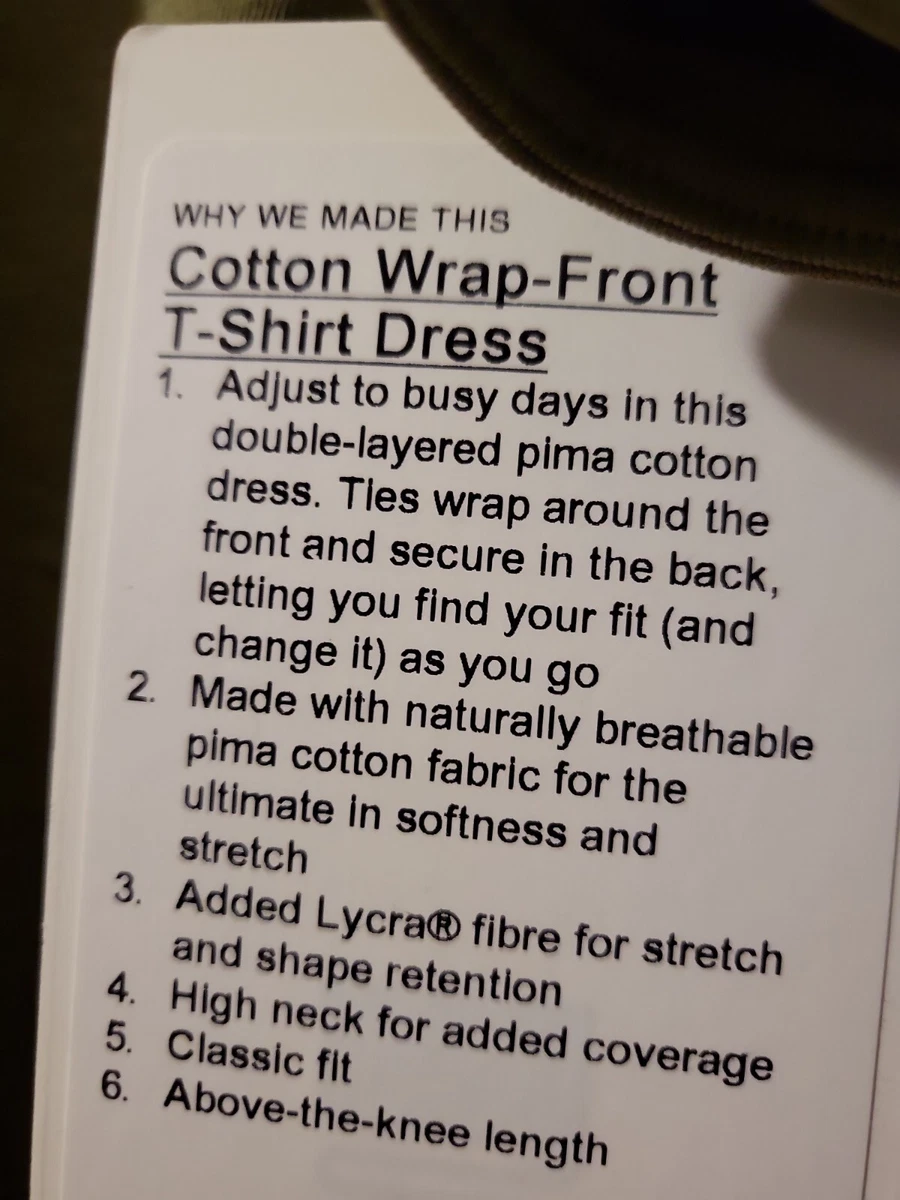 WHY WE MADE THIS
Cotton Wrap-Front
T-Shirt Dress
1. Adjust to busy days in this
double-layered pima cotton
dress. Ties wrap around the
front and secure in the back,
letting you find your fit (and
change it) as you go
2. Made with naturally breathable
pima cotton fabric for the
ultimate in softness and
stretch
3. Added Lycra® fibre for stretch
and shape retention
4. High neck for added coverage
5. Classic fit
6. Above-the-knee length